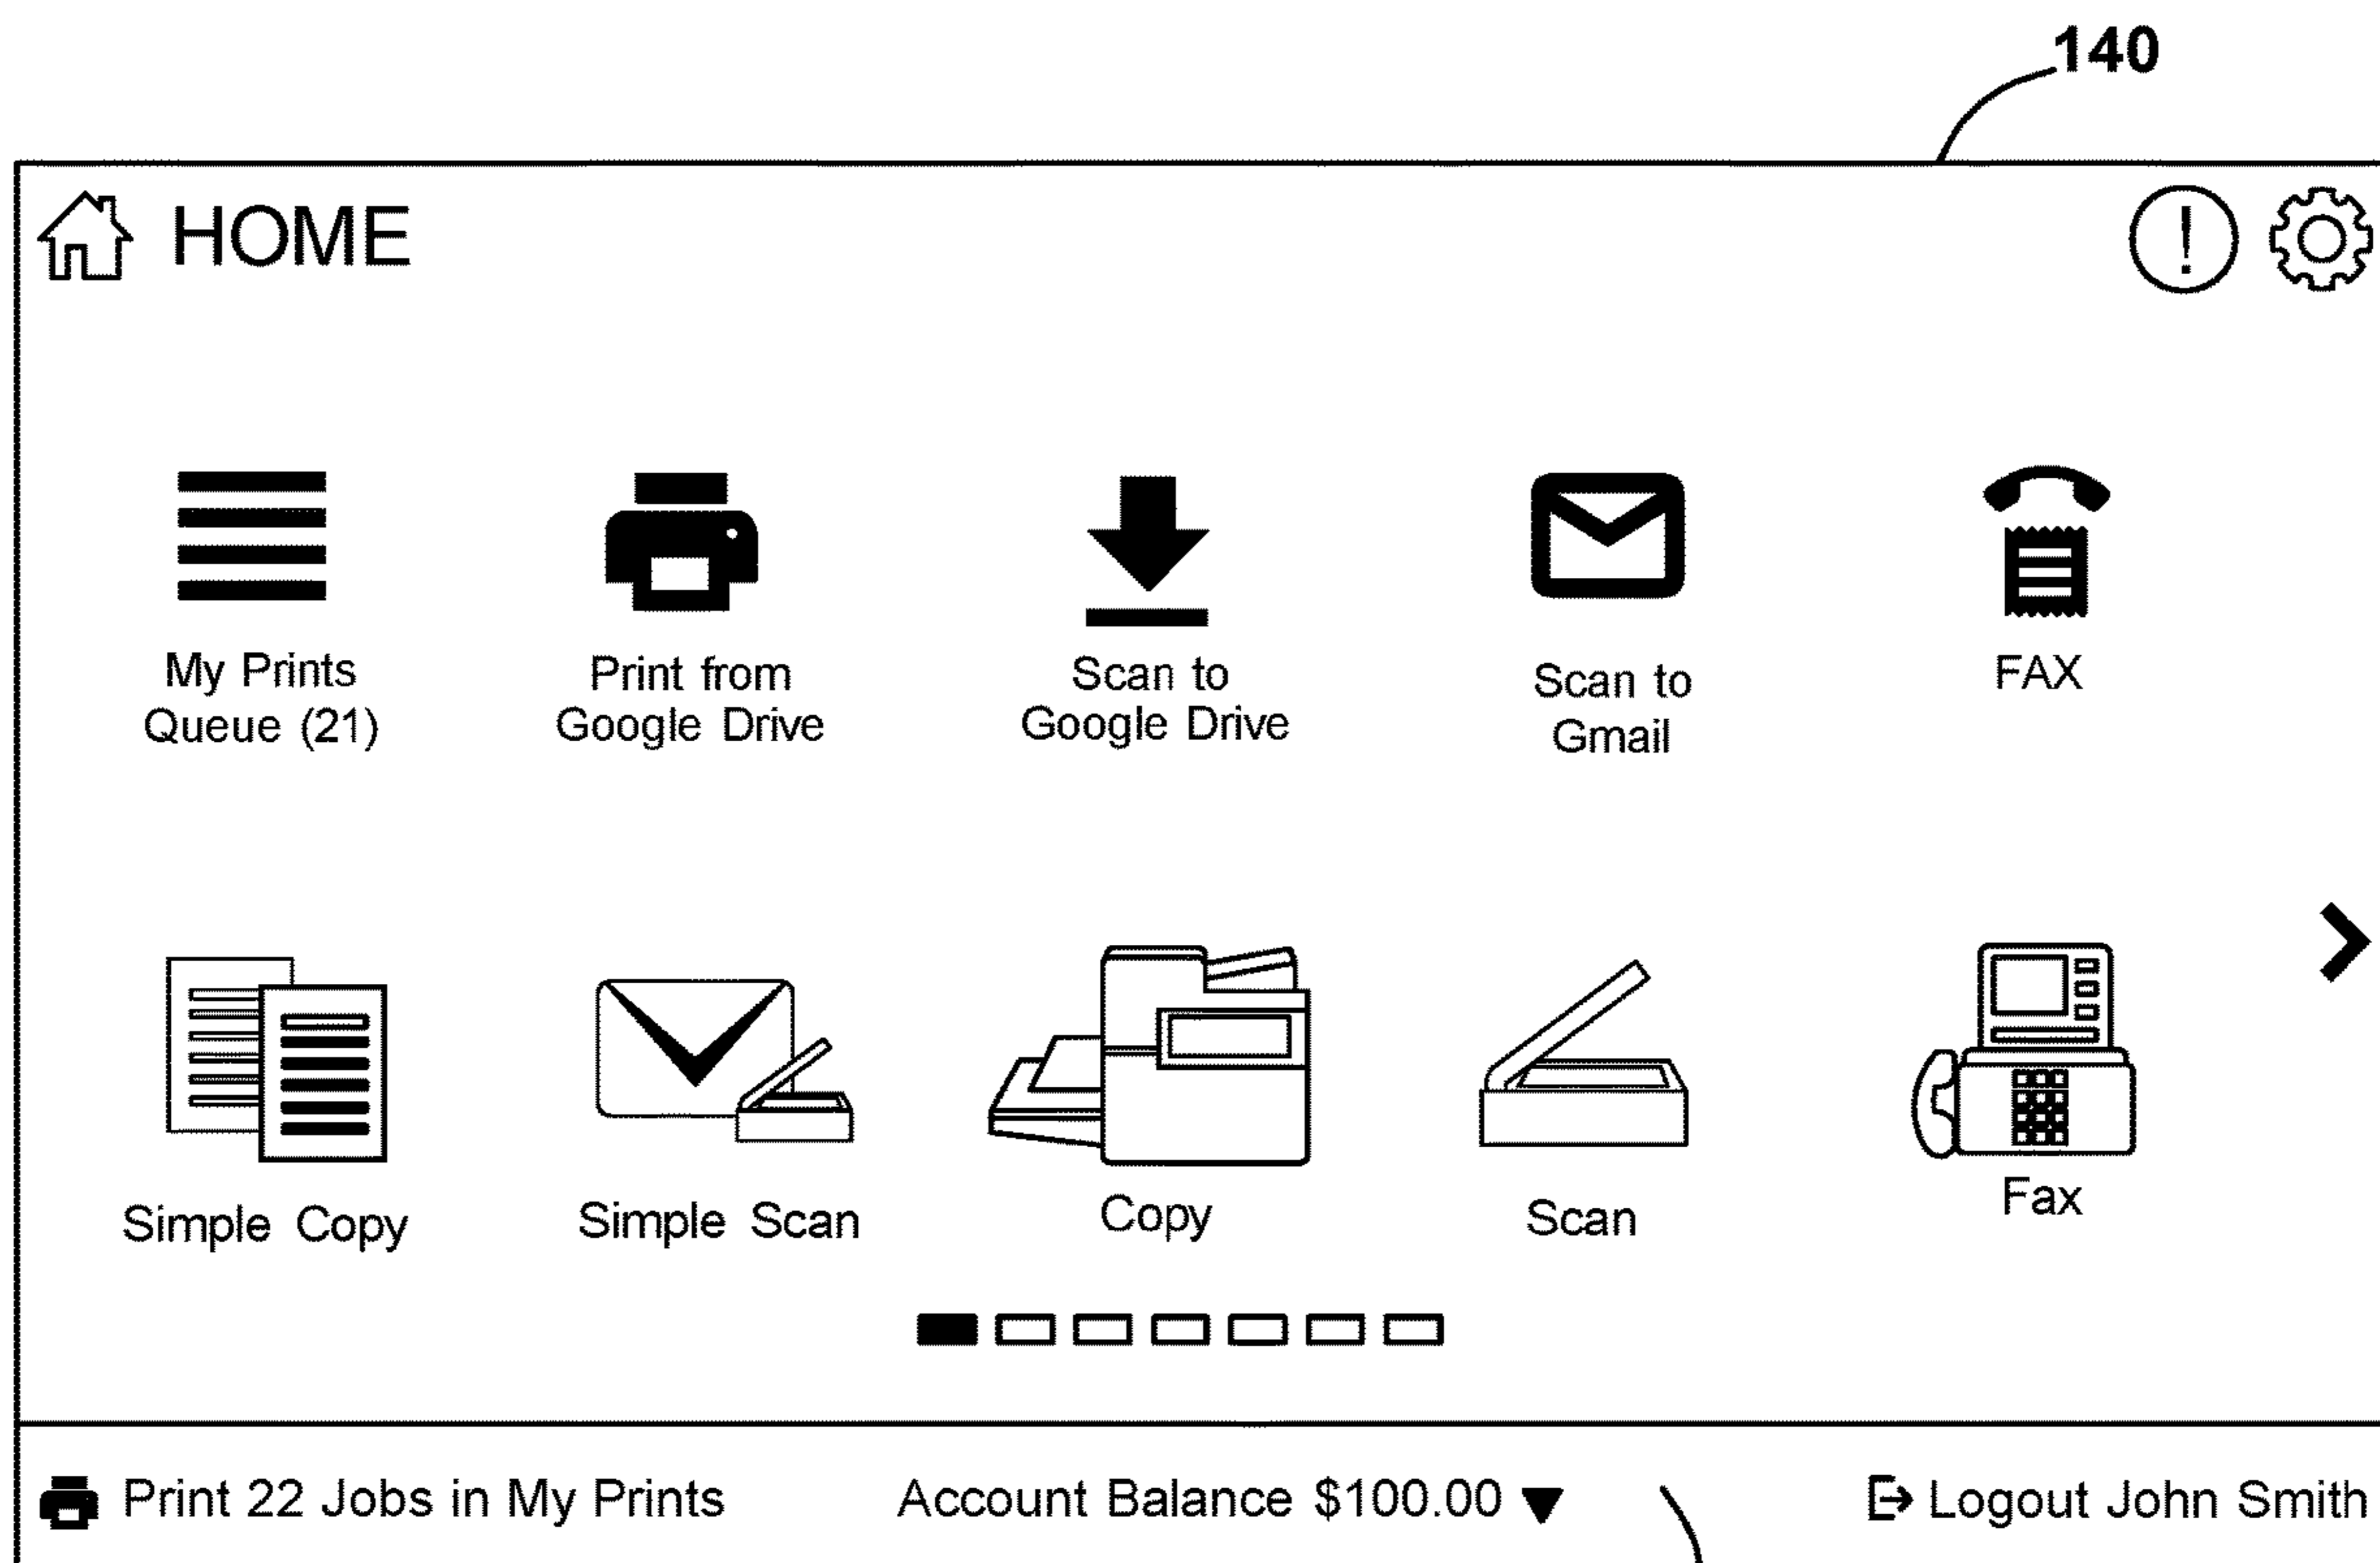 140
HOME
My Prints
Queue (21)
Print from
Google Drive
Scan to
Google Drive
Scan to
Gmail
FAX
Simple Copy
Simple Scan
Copy
Scan
Fax
Print 22 Jobs in My Prints
Account Balance $100.00
Logout John Smith